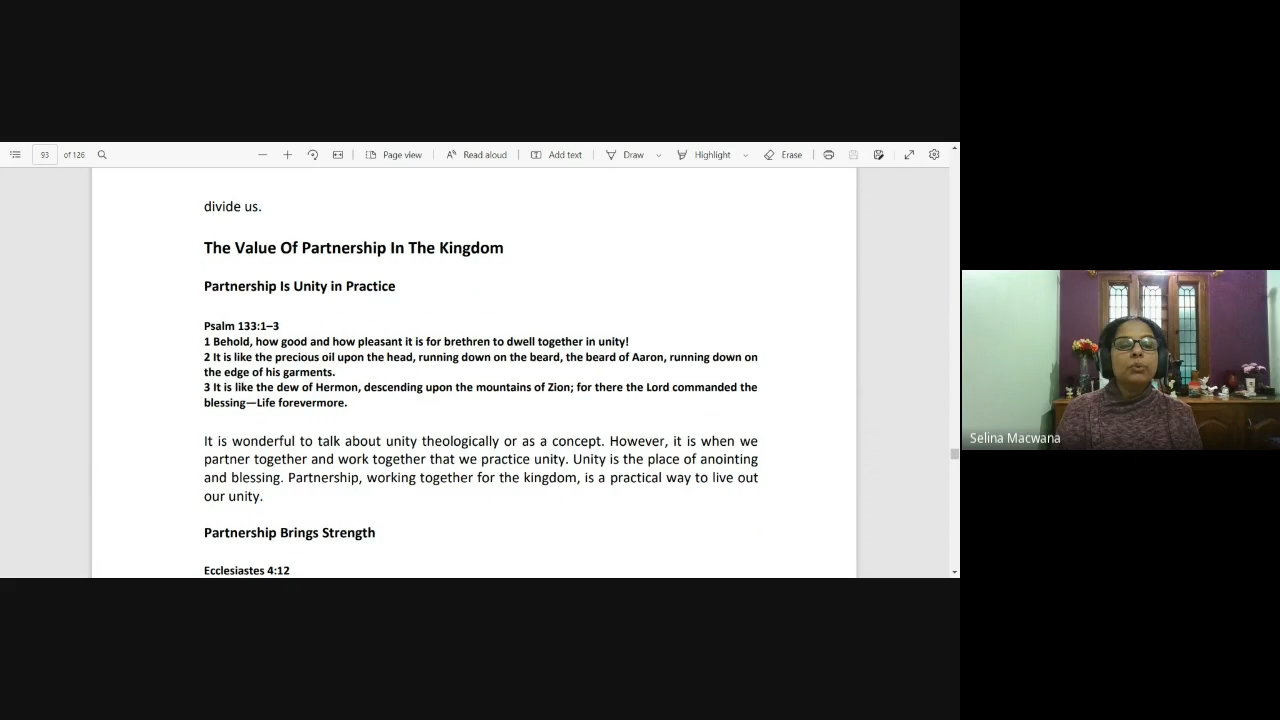 93 of 126 Page view Read aloud Add text Draw Highlight Erase
divide us.
The Value Of Partnership In The Kingdom
Partnership Is Unity in Practice
Psalm 133:1–3
1 Behold, how good and how pleasant it is for brethren to dwell together in unity!
2 It is like the precious oil upon the head, running down on the beard, the beard of Aaron, running down on
the edge of his garments.
3 It is like the dew of Hermon, descending upon the mountains of Zion; for there the Lord commanded the
blessing—Life forevermore.
It is wonderful to talk about unity theologically or as a concept. However, it is when we
partner together and work together that we practice unity. Unity is the place of anointing
and blessing. Partnership, working together for the kingdom, is a practical way to live out
our unity.
Partnership Brings Strength
Ecclesiastes 4:12
Selina Macwana